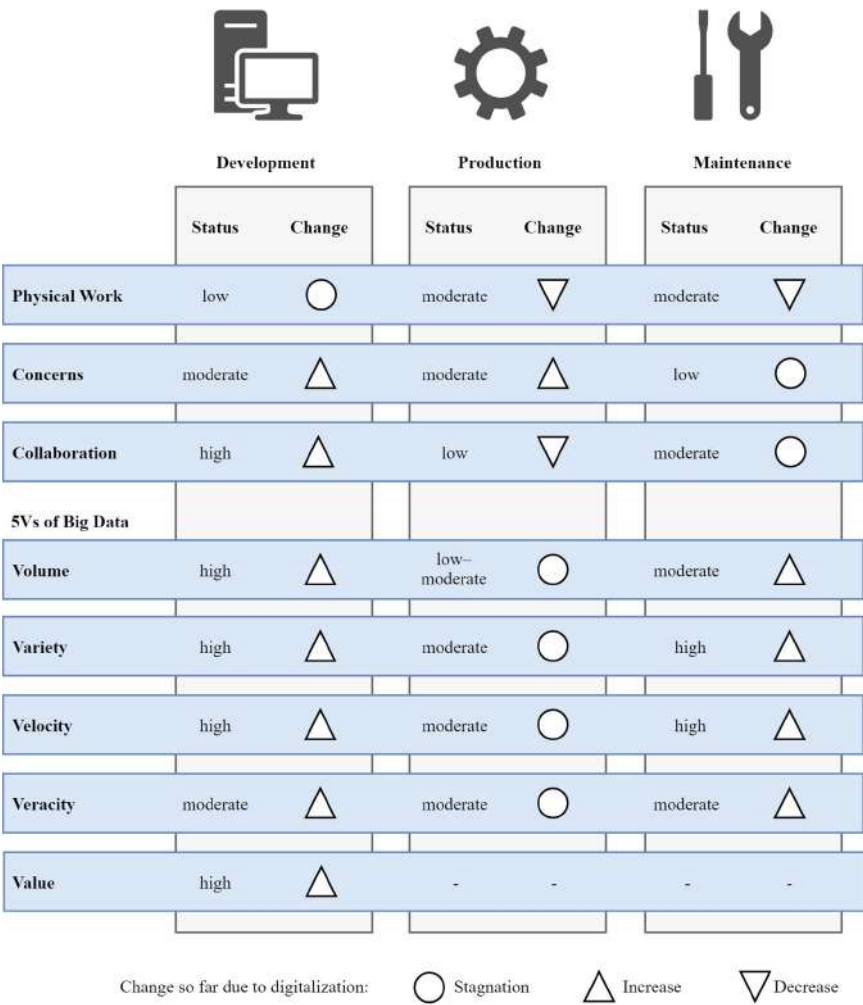 Development Production Maintenance
Status Change Status Change Status Change
Physical Work low moderate moderate
Concerns moderate moderate low
Collaboration high low moderate
5Vs of Big Data
Volume high low–
moderate moderate
Variety high moderate high
Velocity high moderate high
Veracity moderate moderate moderate
Value high - - - -
Change so far due to digitalization: Stagnation Increase Decrease